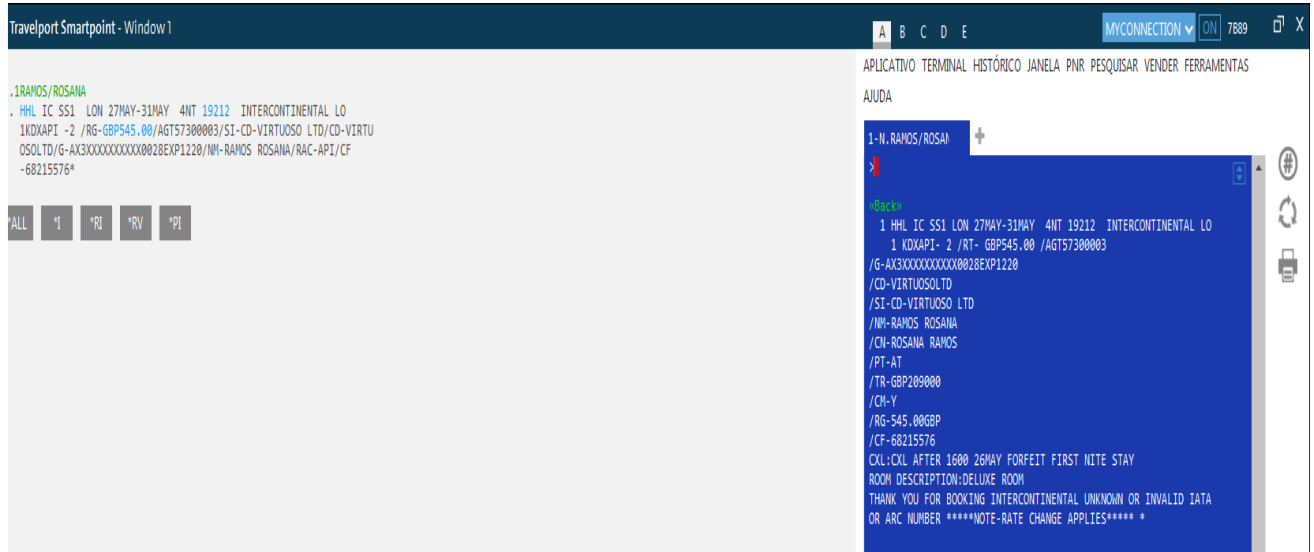 Travelport Smartpoint - Window 1
A B C D E
MYCONNECTION ON 7B89 X
.1RAMOS/ROSANA
. HHL IC SS1 LON 27MAY-31MAY 4NT 19212 INTERCONTINENTAL LO
1KDXAPI -2 /RG-GBP545.00/AGT57300003/SI-CD-VIRTUOSO LTD/CD-VIRTU
OSOLTD/G-AX3XXXXXXXXXX0028EXP1220/NM-RAMOS ROSANA/RAC-API/CF
-68215576*
*ALL *I *RI *RV *PI
APLICATIVO TERMINAL HISTÓRICO JANELA PNR PESQUISAR VENDER FERRAMENTAS
AJUDA
1-N.RAMOS/ROSAN
>
«Back»
1 HHL IC SS1 LON 27MAY-31MAY 4NT 19212 INTERCONTINENTAL LO
1 KDXAPI- 2 /RT- GBP545.00 /AGT57300003
/G-AX3XXXXXXXXXX0028EXP1220
/CD-VIRTUOSOLTD
/SI-CD-VIRTUOSO LTD
/NM-RAMOS ROSANA
/CN-ROSANA RAMOS
/PT-AT
/TR-GBP209000
/CM-Y
/RG-545.00GBP
/CF-68215576
CXL:CXL AFTER 1600 26MAY FORFEIT FIRST NITE STAY
ROOM DESCRIPTION:DELUXE ROOM
THANK YOU FOR BOOKING INTERCONTINENTAL UNKNOWN OR INVALID IATA
OR ARC NUMBER *****NOTE-RATE CHANGE APPLIES***** *